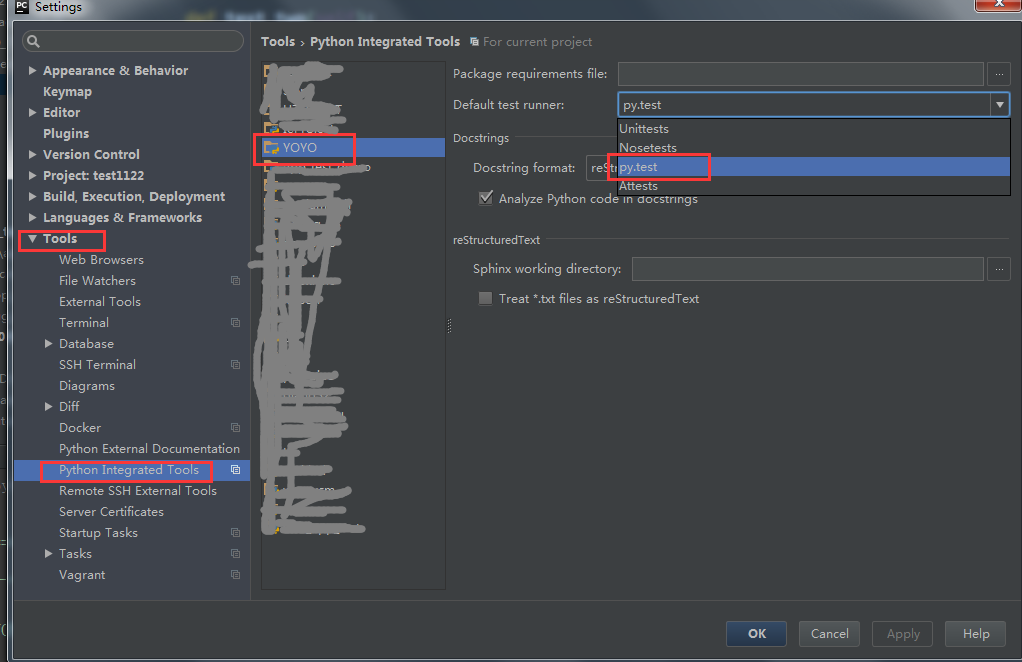 PC Settings
Appearance & Behavior
Keymap
Editor
Plugins
Version Control
Project: test1122
Build, Execution, Deployment
Languages & Frameworks
Tools
Web Browsers
File Watchers
External Tools
Terminal
Database
SSH Terminal
Diagrams
Diff
Docker
Python External Documentation
Python Integrated Tools
Remote SSH External Tools
Server Certificates
Startup Tasks
Tasks
Vagrant
Tools › Python Integrated Tools For current project
YOYO
Package requirements file: ...
Default test runner: py.test
Unittests
Nosetests
py.test
Attests
Docstrings
Docstring format:
Analyze Python code in docstrings
reStructuredText
Sphinx working directory: ...
Treat *.txt files as reStructuredText
OK Cancel Apply Help